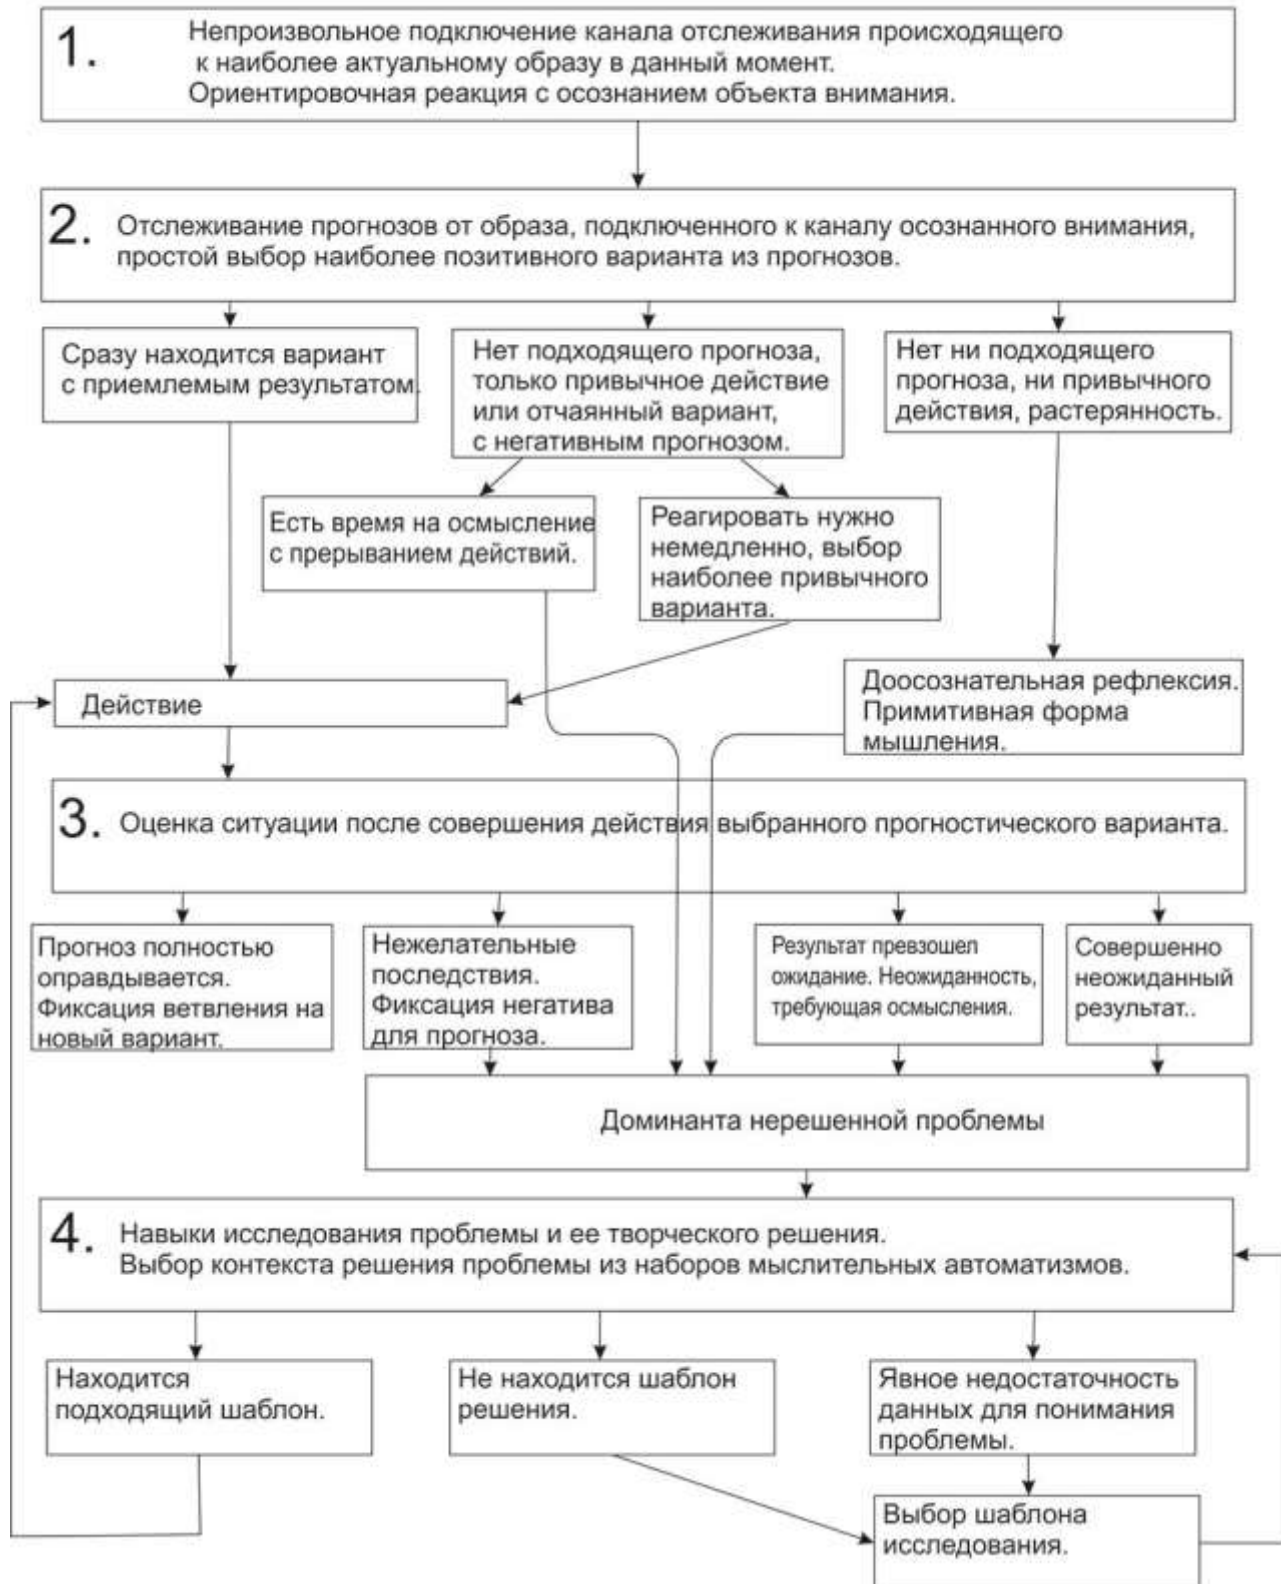 1.
Непроизвольное подключение канала отслеживания происходящего
к наиболее актуальному образу в данный момент.
Ориентировочная реакция с осознанием объекта внимания.
2.
Отслеживание прогнозов от образа, подключенного к каналу осознанного внимания,
простой выбор наиболее позитивного варианта из прогнозов.
Сразу находится вариант
с приемлемым результатом.
Нет подходящего прогноза,
только привычное действие
или отчаянный вариант,
с негативным прогнозом.
Нет ни подходящего
прогноза, ни привычного
действия, растерянность.
Есть время на осмысление
с прерыванием действий.
Реагировать нужно
немедленно, выбор
наиболее привычного
варианта.
Действие
Доосознательная рефлексия.
Примитивная форма
мышления.
3.
Оценка ситуации после совершения действия выбранного прогностического варианта.
Прогноз полностью
оправдывается.
Фиксация ветвления на
новый вариант.
Нежелательные
последствия.
Фиксация негатива
для прогноза.
Результат превзошел
ожидание. Неожиданность,
требующая осмысления.
Совершенно
неожиданный
результат..
Доминанта нерешенной проблемы
4.
Навыки исследования проблемы и ее творческого решения.
Выбор контекста решения проблемы из наборов мыслительных автоматизмов.
Находится
подходящий шаблон.
Не находится шаблон
решения.
Явное недостаточность
данных для понимания
проблемы.
Выбор шаблона
исследования.